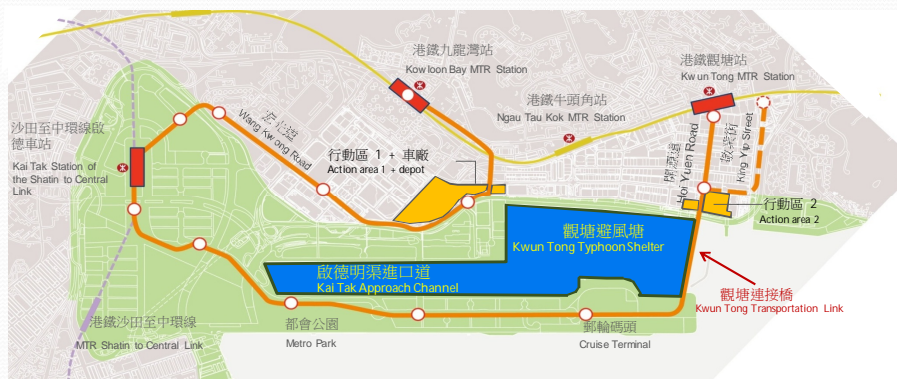 港鐵九龍灣站
Kowloon Bay MTR Station
港鐵觀塘站
Kwun Tong MTR Station
港鐵牛頭角站
Ngau Tau Kok MTR Station
沙田至中環線啟
德車站
Kai Tak Station of
the Shatin to Central
Link
宏光道
Wang Kwong Road
行動區 1 + 車廠
Action area 1 + depot
開源道
Hoi Yuen Road
敬業街
King Yip Street
行動區 2
Action area 2
觀塘避風塘
Kwun Tong Typhoon Shelter
啟德明渠進口道
Kai Tak Approach Channel
觀塘連接橋
Kwun Tong Transportation Link
港鐵沙田至中環線
MTR Shatin to Central Link
都會公園
Metro Park
郵輪碼頭
Cruise Terminal